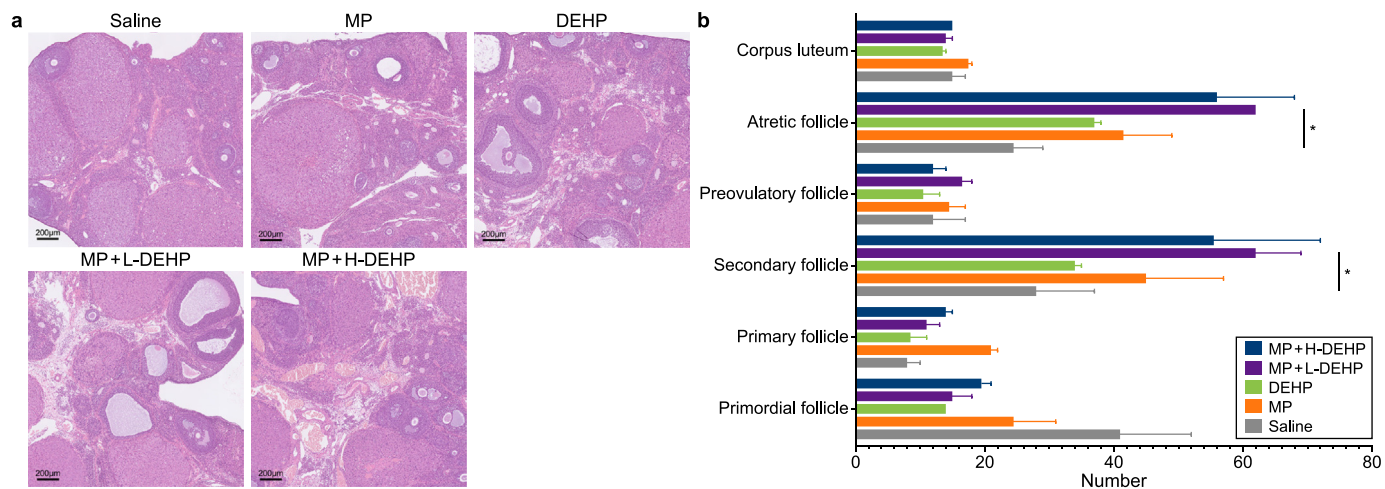 a
Saline
MP
DEHP
200μm
200μm
200μm
MP+L-DEHP
MP+H-DEHP
200μm
200μm
b
Corpus luteum
Atretic follicle
*
Preovulatory follicle
Secondary follicle
*
Primary follicle
Primordial follicle
MP+H-DEHP
MP+L-DEHP
DEHP
MP
Saline
0 20 40 60 80
Number